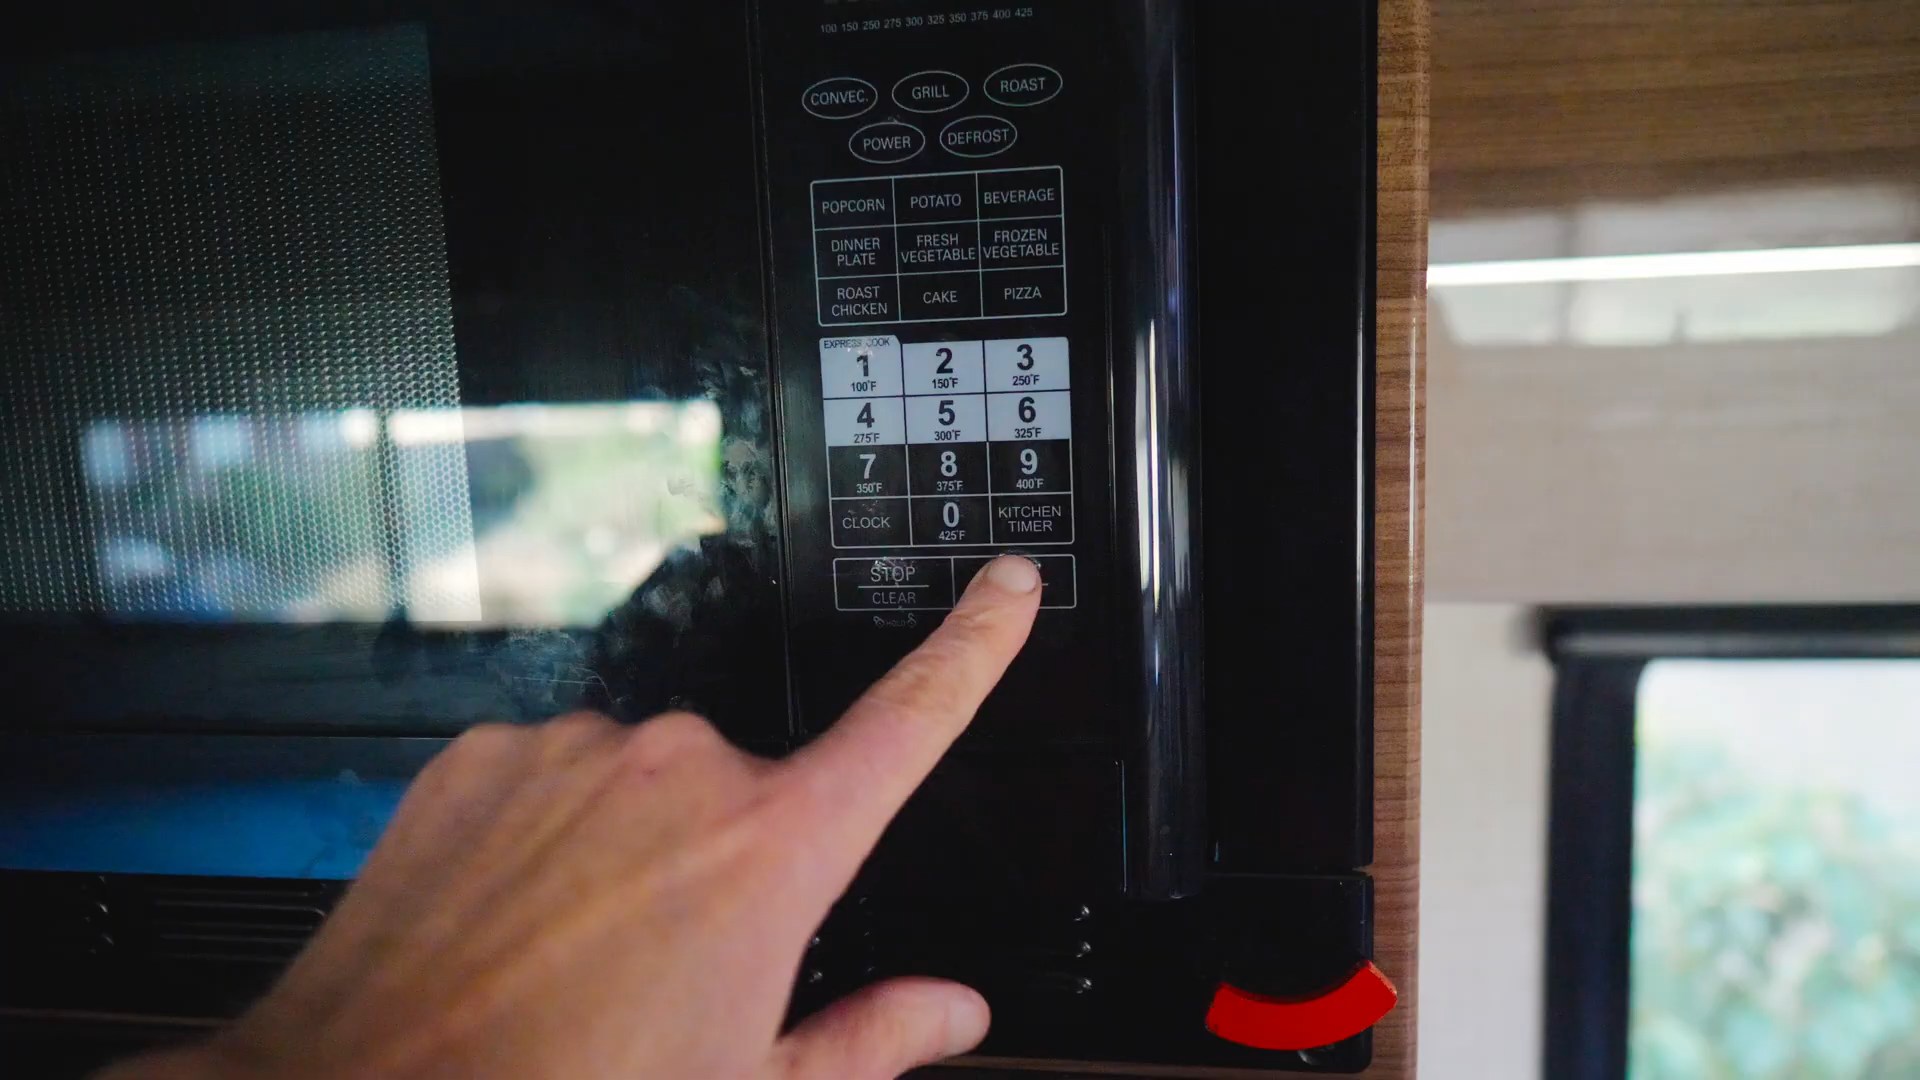 100 150 250 275 300 325 350 375 400 425
CONVEC. GRILL ROAST
POWER DEFROST
POPCORN POTATO BEVERAGE
DINNER PLATE FRESH VEGETABLE FROZEN VEGETABLE
ROAST CHICKEN CAKE PIZZA
EXPRESS COOK
1 2 3
100°F 150°F 250°F
4 5 6
275°F 300°F 325°F
7 8 9
350°F 375°F 400°F
CLOCK 0 KITCHEN TIMER
425°F
STOP
CLEAR
HOLD